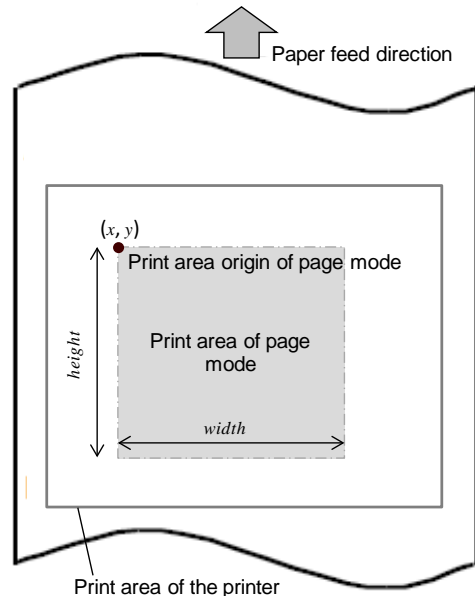 Paper feed direction
(x, y)
Print area origin of page mode
height
Print area of page
mode
width
Print area of the printer